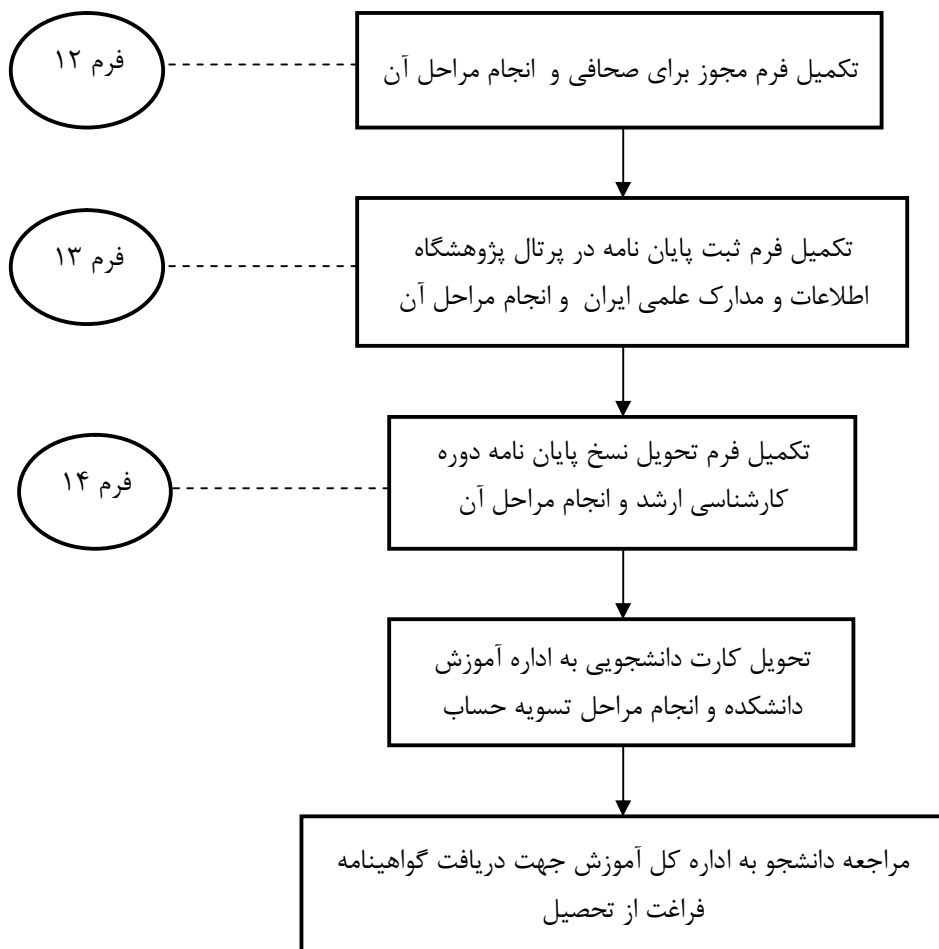 تکمیل فرم مجوز برای صحافی و انجام مراحل آن
فرم ۱۲
تکمیل فرم ثبت پایان نامه در پرتال پژوهشگاه
اطلاعات و مدارک علمی ایران و انجام مراحل آن
فرم ۱۳
تکمیل فرم تحویل نسخ پایان نامه دوره
کارشناسی ارشد و انجام مراحل آن
فرم ۱۴
تحویل کارت دانشجویی به اداره آموزش
دانشکده و انجام مراحل تسویه حساب
مراجعه دانشجو به اداره کل آموزش جهت دریافت گواهینامه
فراغت از تحصیل